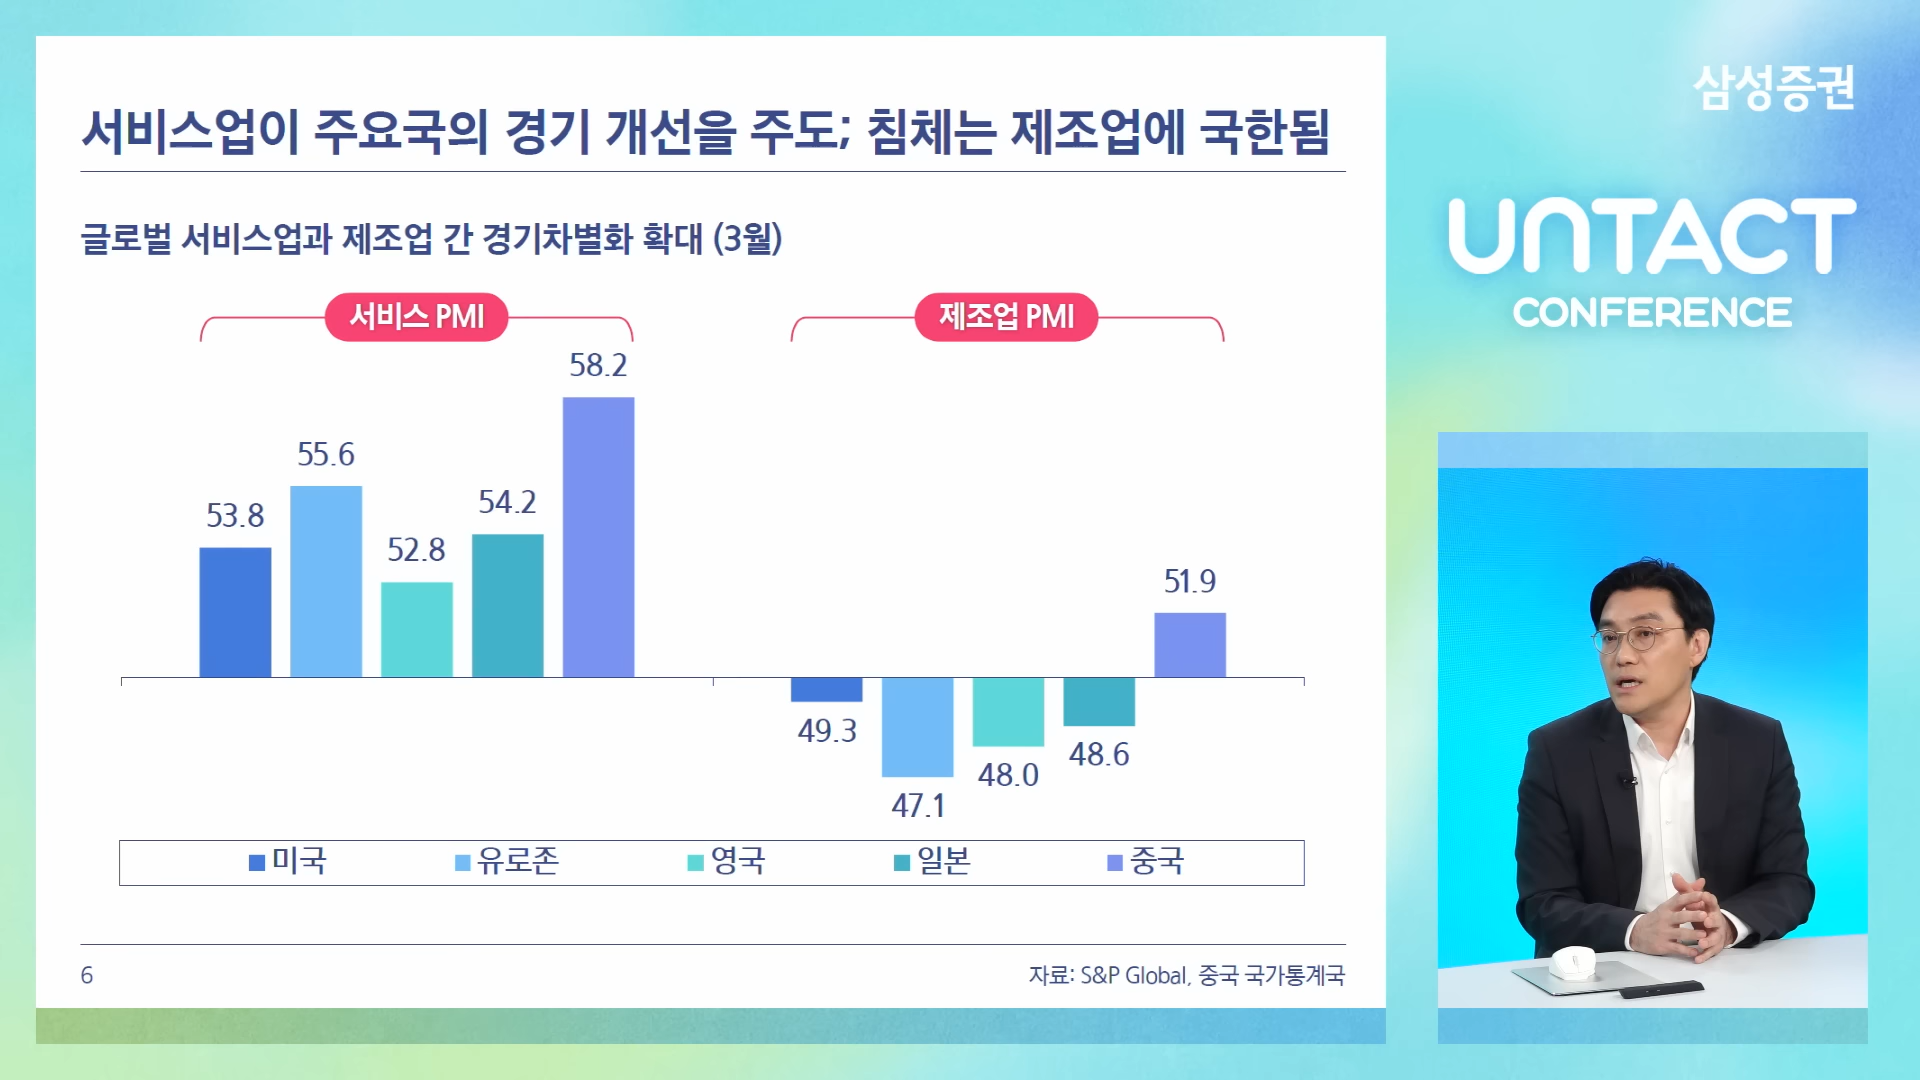 삼성증권
UNTACT
CONFERENCE
서비스업이 주요국의 경기 개선을 주도; 침체는 제조업에 국한됨
글로벌 서비스업과 제조업 간 경기차별화 확대 (3월)
서비스 PMI
제조업 PMI
53.8
55.6
52.8
54.2
58.2
49.3
47.1
48.0
48.6
51.9
미국 유로존 영국 일본 중국
6
자료: S&P Global, 중국 국가통계국